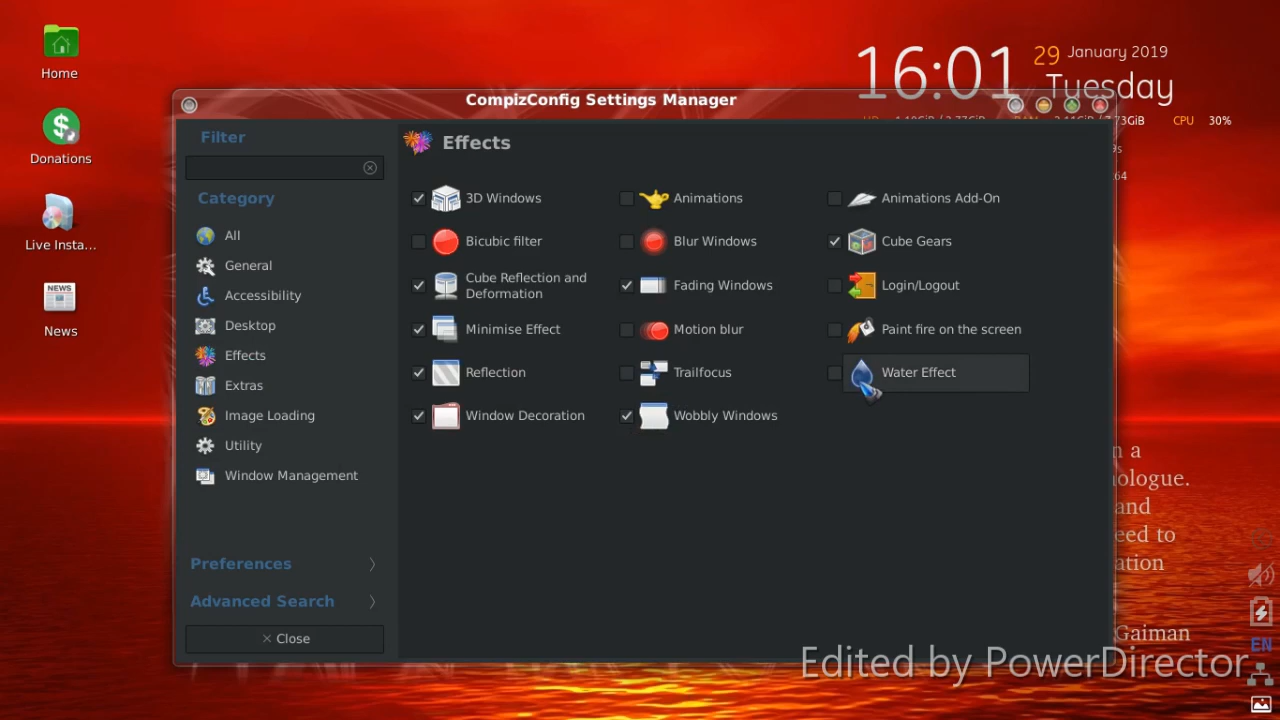 Home
Donations
Live Insta...
News
16:01
29 January 2019
Tuesday
CPU 30%
CompizConfig Settings Manager
Filter
Category
All
General
Accessibility
Desktop
Effects
Extras
Image Loading
Utility
Window Management
Preferences
Advanced Search
Close
Effects
3D Windows
Animations
Animations Add-On
Bicubic filter
Blur Windows
Cube Gears
Cube Reflection and
Deformation
Fading Windows
Login/Logout
Minimise Effect
Motion blur
Paint fire on the screen
Reflection
Trailfocus
Water Effect
Window Decoration
Wobbly Windows
a
and
to
Gaiman
EN
Edited by PowerDirector